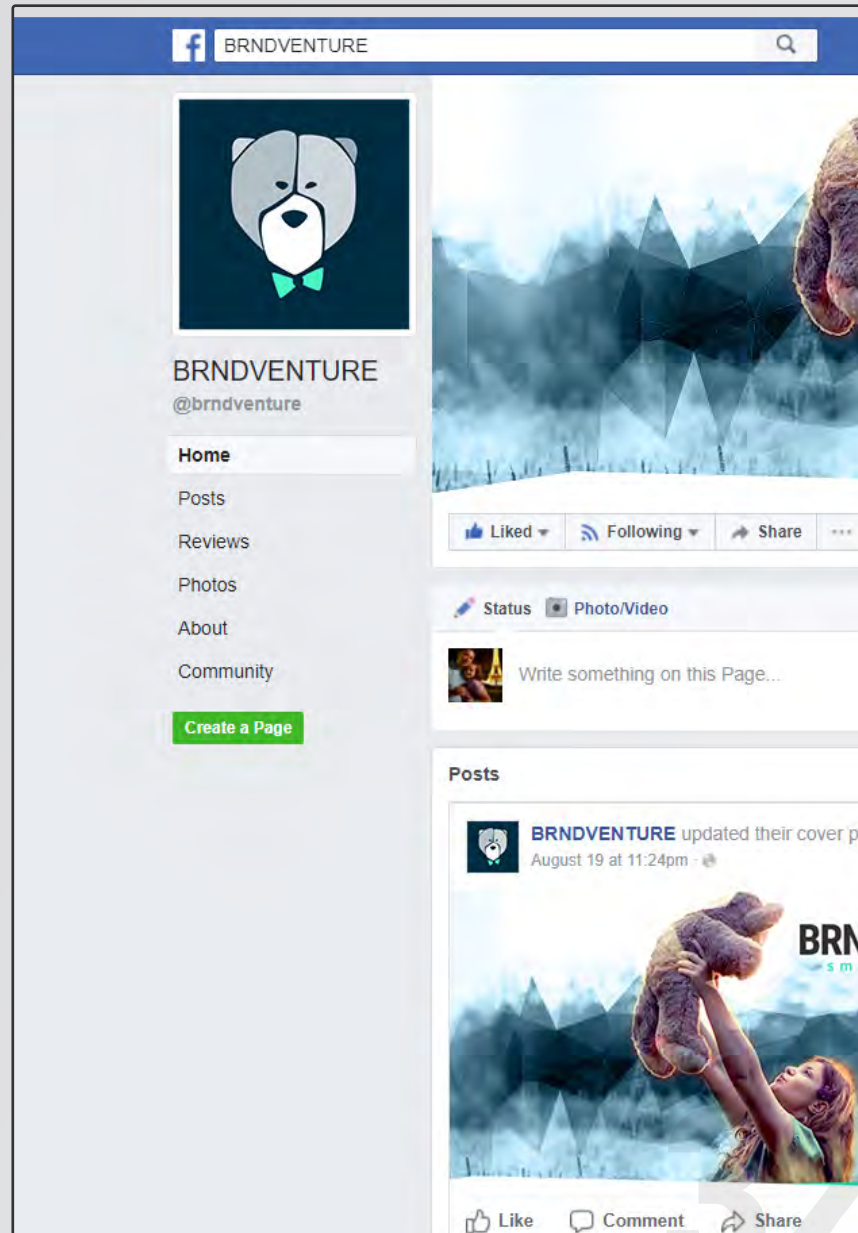 f BRNDVENTURE
BRNDVENTURE
@brndventure
Home
Posts
Reviews
Photos
About
Community
Create a Page
Liked Following Share ...
Status Photo/Video
Write something on this Page...
Posts
BRNDVENTURE updated their cover p
August 19 at 11:24pm ·
BRN
sm
Like Comment Share